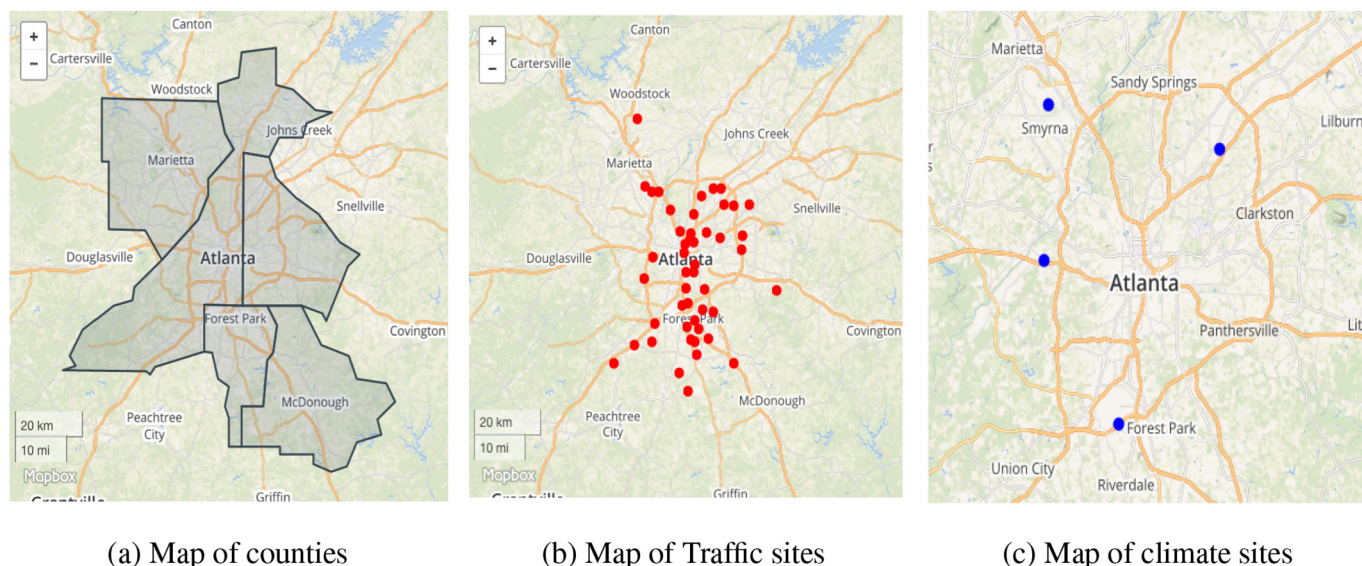 +
−
Canton
Cartersville
Woodstock
Johns Creek
Marietta
Snellville
Douglasville
Atlanta
Forest Park
Covington
McDonough
Peachtree
City
20 km
10 mi
Mapbox
Griffin
+
−
Canton
Cartersville
Woodstock
Johns Creek
Marietta
Snellville
Douglasville
Atlanta
Forest Park
Covington
McDonough
Peachtree
City
20 km
10 mi
Mapbox
Griffin
Marietta
Sandy Springs
Smyrna
Lilburn
Clarkston
Atlanta
Panthersville
Forest Park
Union City
Riverdale
(a) Map of counties
(b) Map of Traffic sites
(c) Map of climate sites